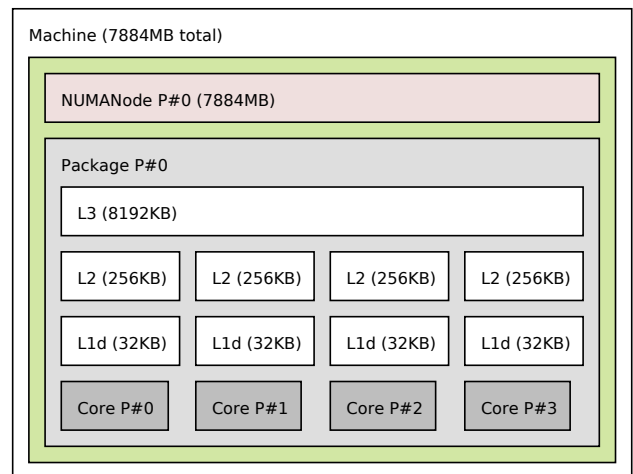 Machine (7884MB total)
NUMANode P#0 (7884MB)
Package P#0
L3 (8192KB)
L2 (256KB) L2 (256KB) L2 (256KB) L2 (256KB)
L1d (32KB) L1d (32KB) L1d (32KB) L1d (32KB)
Core P#0 Core P#1 Core P#2 Core P#3